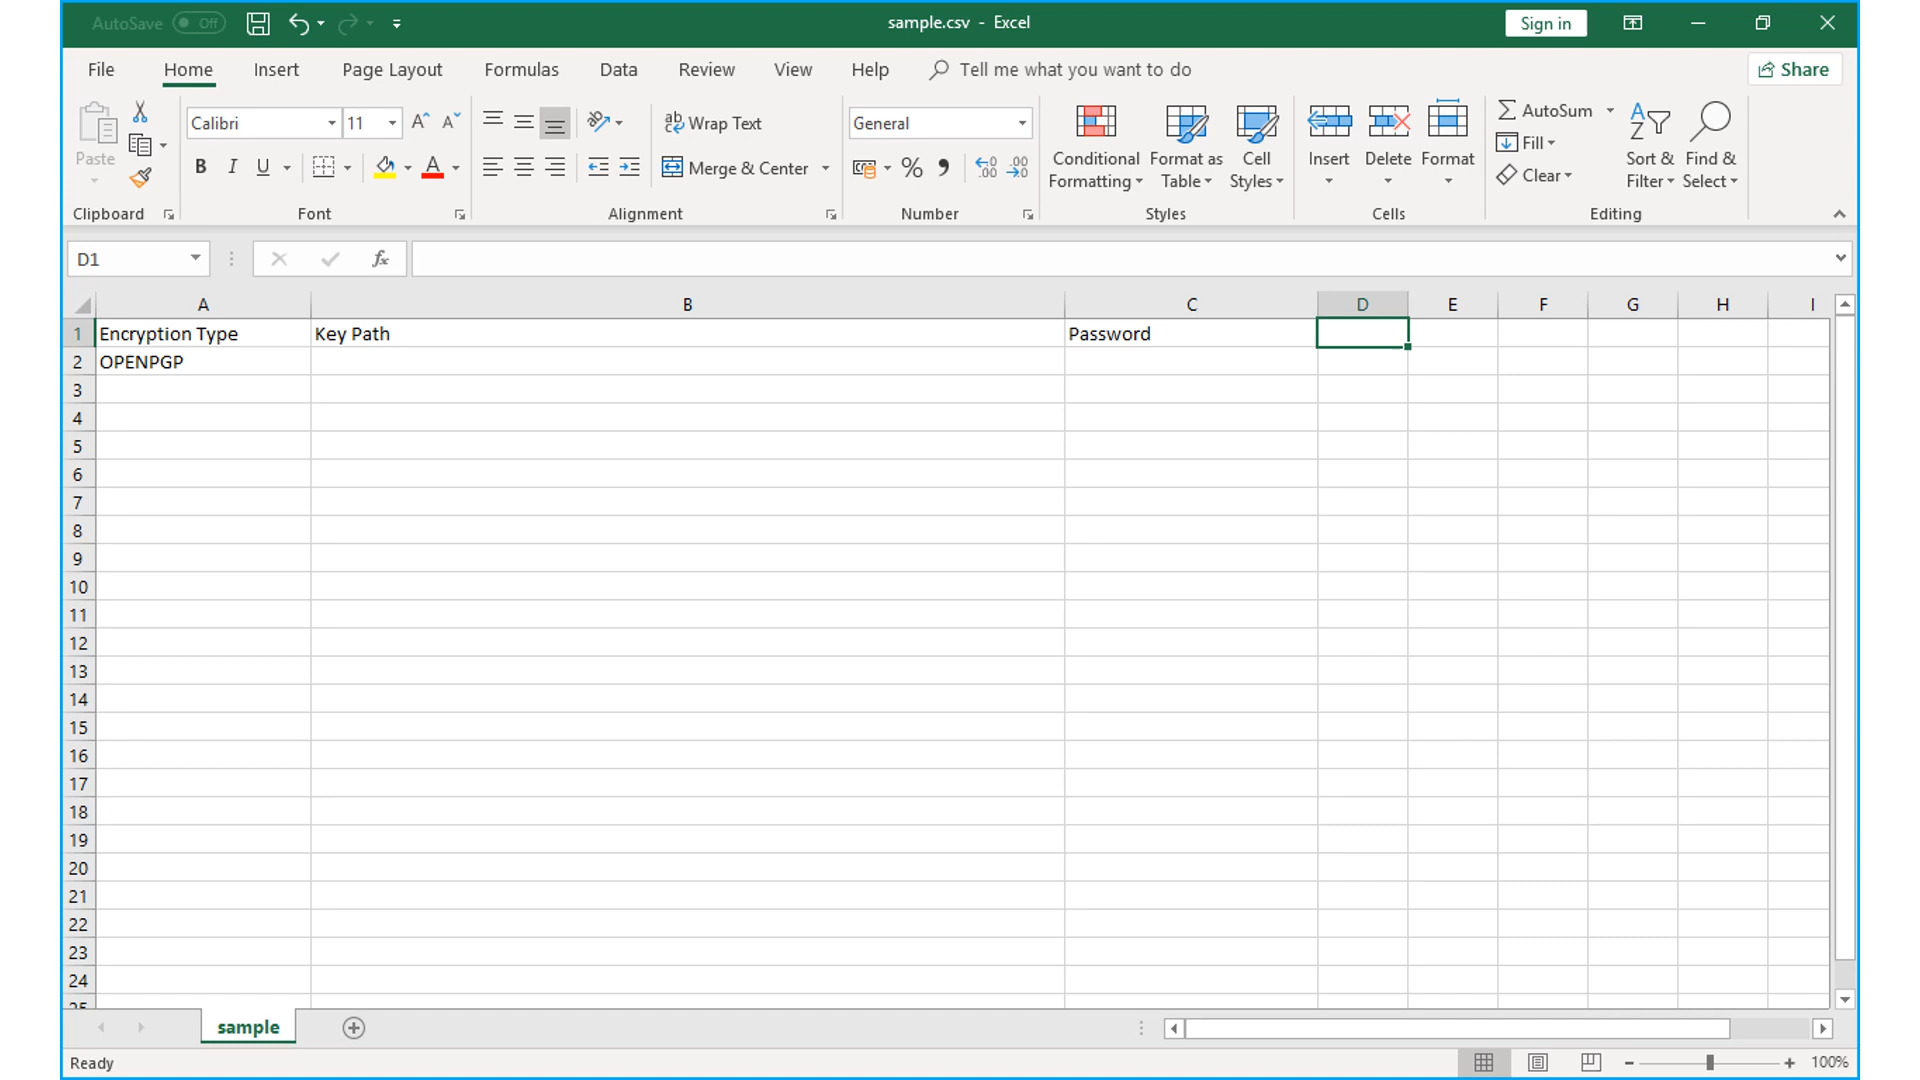 AutoSave Off sample.csv - Excel Sign in
File Home Insert Page Layout Formulas Data Review View Help Tell me what you want to do Share
Paste
Clipboard
Calibri 11
B I U A
Font
Wrap Text
Merge & Center
Alignment
General
%
Number
Conditional Formatting
Format as Table
Cell Styles
Styles
Insert
Delete
Format
Cells
AutoSum
Fill
Clear
Sort & Filter
Find & Select
Editing
D1 fx
A B C D E F G H I
1 Encryption Type Key Path Password
2 OPENPGP
3
4
5
6
7
8
9
10
11
12
13
14
15
16
17
18
19
20
21
22
23
24
25
sample
Ready 100%